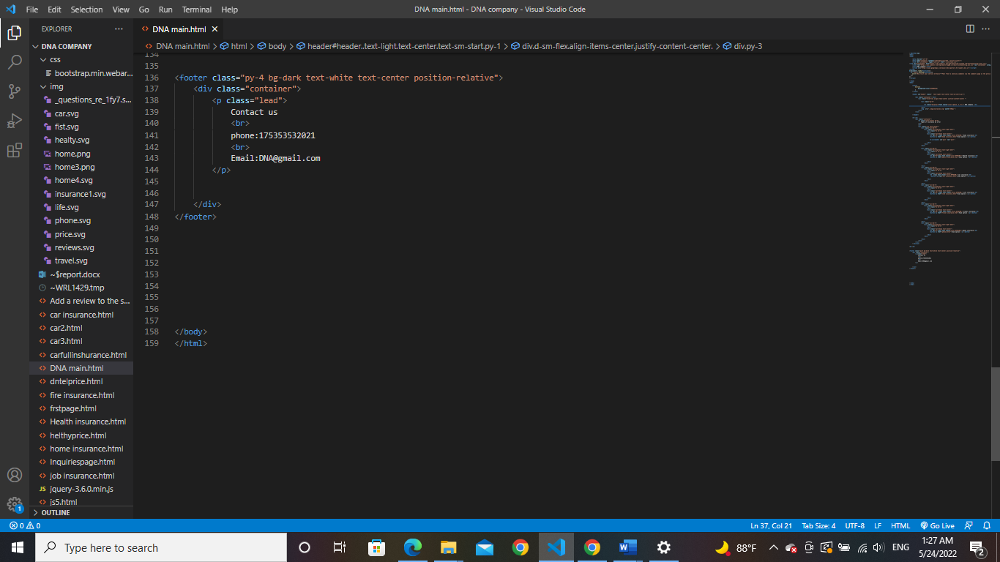 File Edit Selection View Go Run Terminal Help
DNA main.html - DNA company - Visual Studio Code
EXPLORER
DNA main.html
DNA COMPANY
DNA main.html > html > body > header#header..text-light.text-center.text-sm-start.py-1 > div.d-sm-flex.align-items-center.justify-content-center. > div.py-3
css
bootstrap.min.webar...
img
_questions_re_1fy7.s...
car.svg
fist.svg
healty.svg
home.png
home3.png
home4.svg
insurance1.svg
life.svg
phone.svg
price.svg
reviews.svg
travel.svg
~$report.docx
~WRL1429.tmp
Add a review to the s...
car insurance.html
car2.html
car3.html
carfullinshurance.html
DNA main.html
dntelprice.html
fire insurance.html
frstpage.html
Health insurance.html
helthyprice.html
home insurance.html
Inquiriespage.html
job insurance.html
JS jquery-3.6.0.min.js
js5.html
OUTLINE
134
135
136 <footer class="py-4 bg-dark text-white text-center position-relative">
137 <div class="container">
138 <p class="lead">
139 Contact us
140 <br>
141 phone:175353532021
142 <br>
143 Email:DNA@gmail.com
144 </p>
145
146
147 </div>
148 </footer>
149
150
151
152
153
154
155
156
157
158 </body>
159 </html>
1
0 0
Ln 37, Col 21 Tab Size: 4 UTF-8 LF HTML Go Live
Type here to search
88°F
ENG
1:27 AM
5/24/2022
2